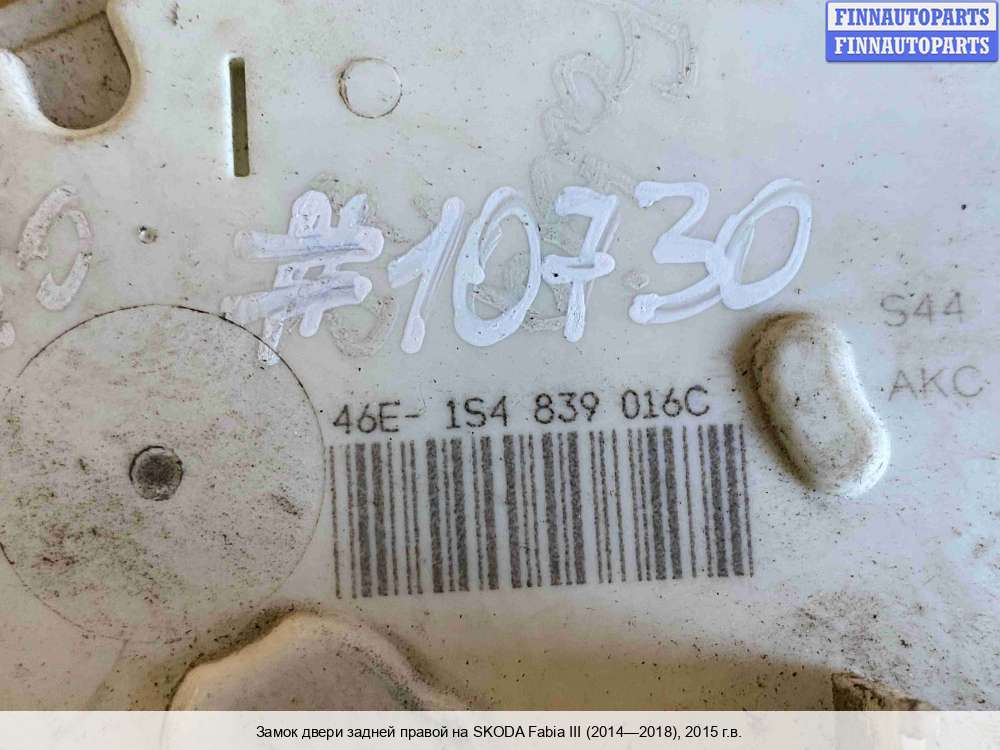 FINNAUTOPARTS
FINNAUTOPARTS
#10730
S44
AKC
46E- 1S4 839 016C
Замок двери задней правой на SKODA Fabia III (2014—2018), 2015 г.в.